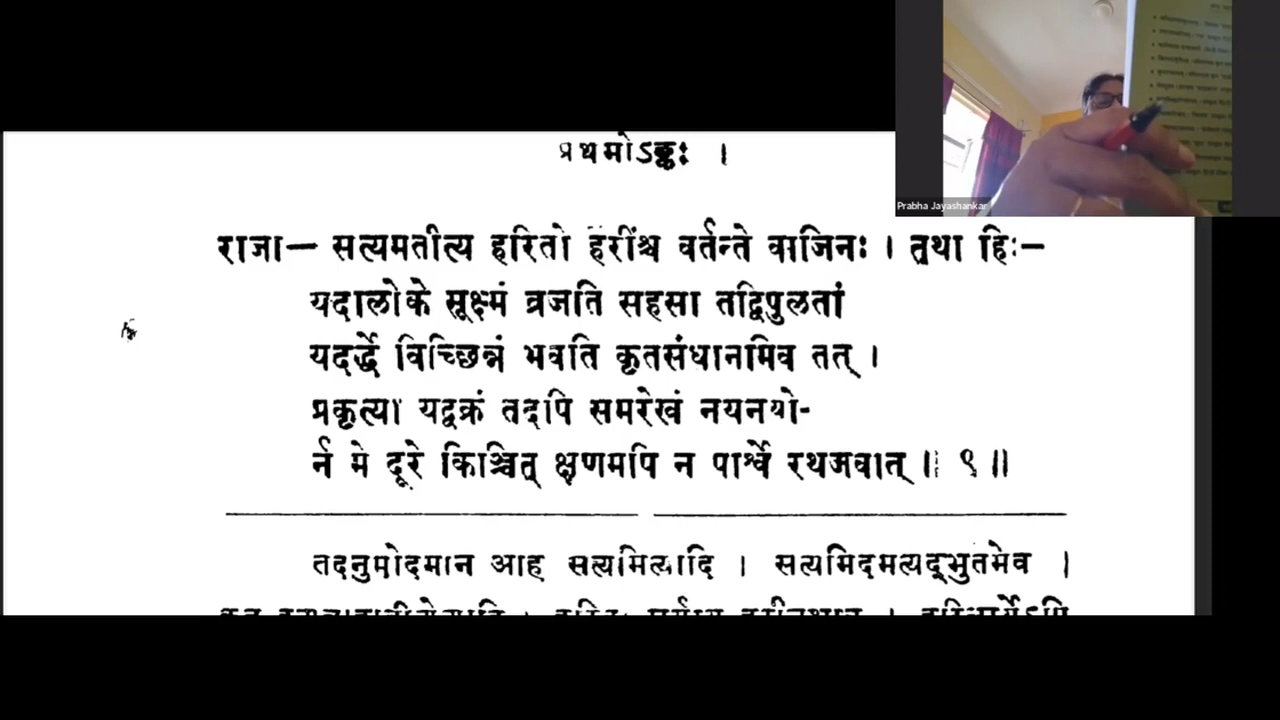 प्रथमोऽङ्कः ।
Prabha Jayashankar
राजा— सत्यमतीत्य हरितो हरींश्च वर्तन्ते वाजिनः । तथा हिः—
यदालोके सूक्ष्मं व्रजति सहसा तद्विपुलतां
यदर्द्धे विच्छिन्नं भवति कृतसंधानमिव तत् ।
प्रकृत्या यद्वक्रं तदपि समरेखं नयनयो-
र्न मे दूरे किञ्चित् क्षणमपि न पार्श्वे रथजवात् ॥ ९ ॥
तदनुमोदमान आह सत्यमित्यादि । सत्यमिदमत्यद्भुतमेव ।